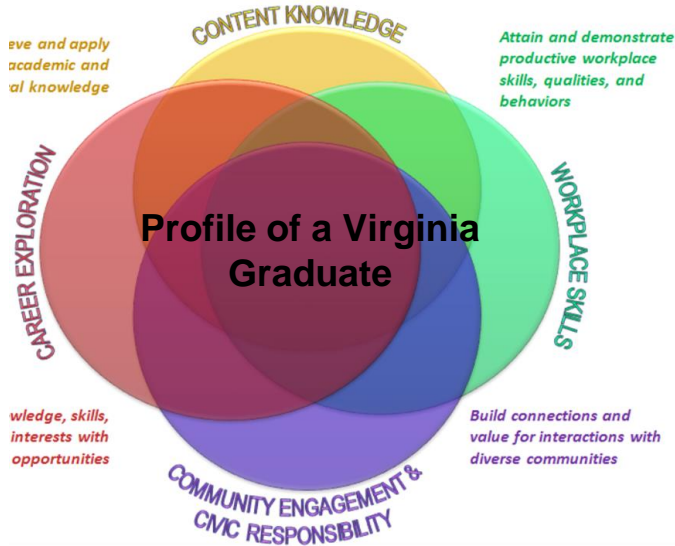 CONTENT KNOWLEDGE
eve and apply
academic and
al knowledge
Attain and demonstrate
productive workplace
skills, qualities, and
behaviors
CAREER EXPLORATION
Profile of a Virginia
Graduate
WORKPLACE SKILLS
wledge, skills,
interests with
opportunities
Build connections and
value for interactions with
diverse communities
COMMUNITY ENGAGEMENT &
CIVIC RESPONSIBILITY